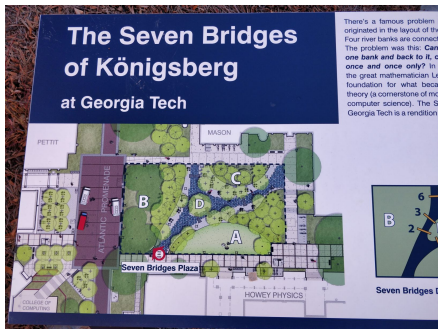 The Seven Bridges
of Königsberg
at Georgia Tech
There's a famous problem
originated in the layout of the
Four river banks are connect
The problem was this: Can
one bank and back to it, c
once and once only? In
the great mathematician Le
foundation for what beca
theory (a cornerstone of mo
computer science). The S
Georgia Tech is a rendition
PETTIT
MASON
ATLANTIC PROMENADE
B
C
D
A
Seven Bridges Plaza
COLLEGE OF
COMPUTING
HOWEY PHYSICS
6
B
3
2
Seven Bridges D